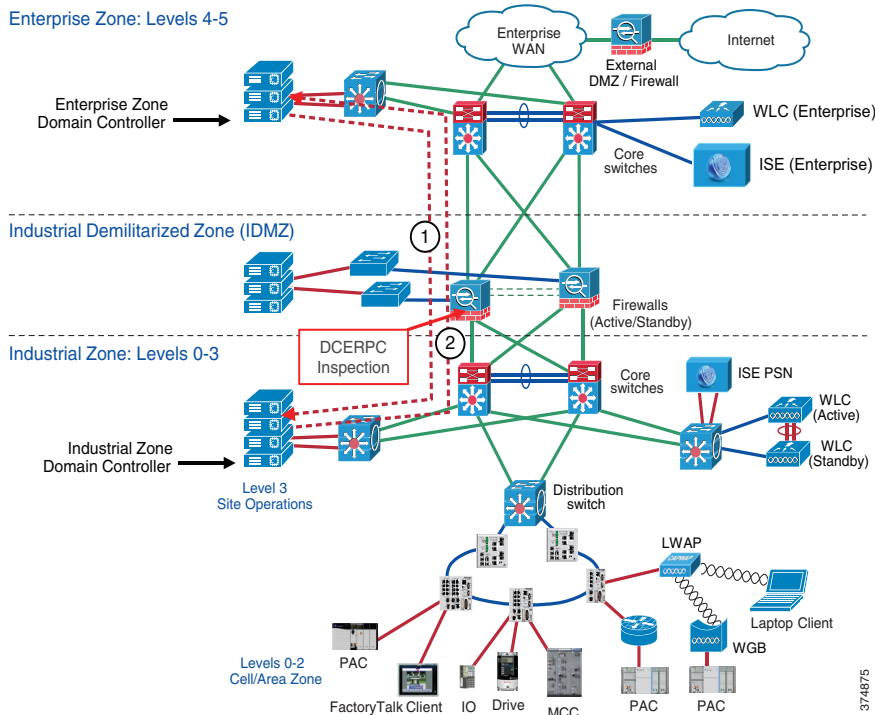 Enterprise Zone: Levels 4-5
Enterprise
WAN
Internet
External
DMZ / Firewall
Enterprise Zone
Domain Controller
WLC (Enterprise)
Core
switches
ISE (Enterprise)
Industrial Demilitarized Zone (IDMZ)
1
Firewalls
(Active/Standby)
DCERPC
Inspection
2
Industrial Zone: Levels 0-3
Core
switches
ISE PSN
WLC
(Active)
WLC
(Standby)
Industrial Zone
Domain Controller
Level 3
Site Operations
Distribution
switch
LWAP
CAPWAP
Laptop Client
WGB
Levels 0-2
Cell/Area Zone
PAC
FactoryTalk Client
IO
Drive
MCC
PAC
PAC
374875